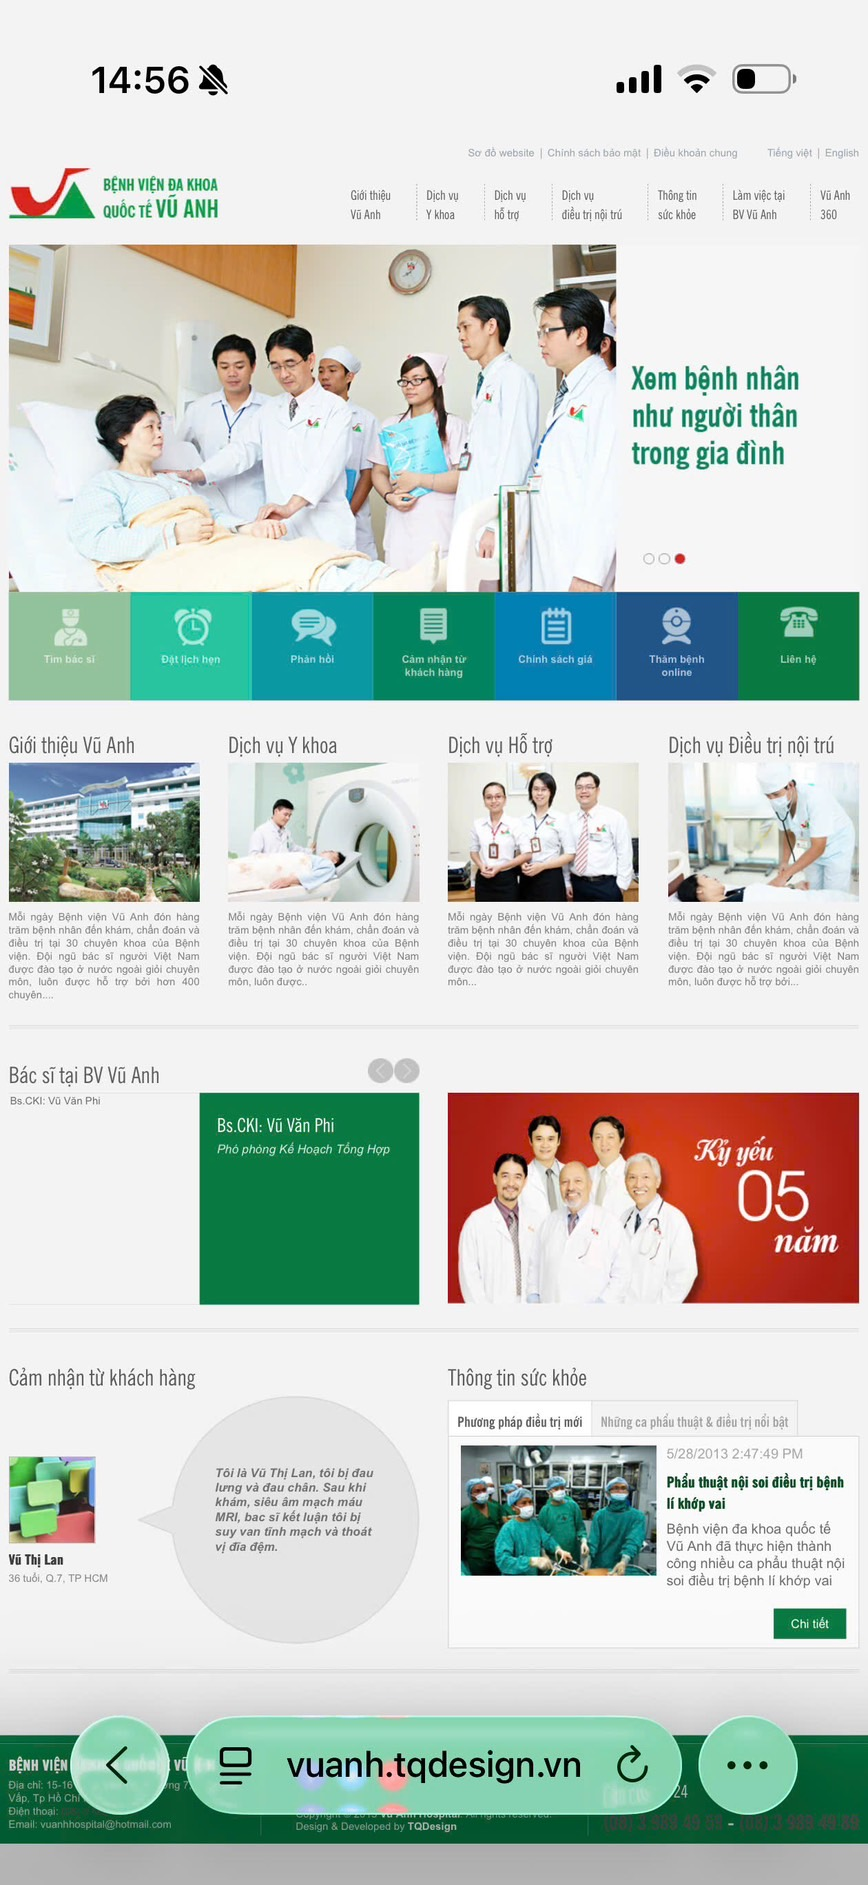 14:56
Sơ đồ website | Chính sách bảo mật | Điều khoản chung Tiếng việt | English
BỆNH VIỆN ĐA KHOA
QUỐC TẾ VŨ ANH
Giới thiệu
Vũ Anh
Dịch vụ
Y khoa
Dịch vụ
hỗ trợ
Dịch vụ
điều trị nội trú
Thông tin
sức khỏe
Làm việc tại
BV Vũ Anh
Vũ Anh
360
Xem bệnh nhân
như người thân
trong gia đình
Tìm bác sĩ
Đặt lịch hẹn
Phản hồi
Cảm nhận từ
khách hàng
Chính sách giá
Thăm bệnh
online
Liên hệ
Giới thiệu Vũ Anh
Mỗi ngày Bệnh viện Vũ Anh đón hàng
trăm bệnh nhân đến khám, chẩn đoán và
điều trị tại 30 chuyên khoa của Bệnh
viện. Đội ngũ bác sĩ người Việt Nam
được đào tạo ở nước ngoài giỏi chuyên
môn, luôn được hỗ trợ bởi hơn 400
chuyên....
Dịch vụ Y khoa
Mỗi ngày Bệnh viện Vũ Anh đón hàng
trăm bệnh nhân đến khám, chẩn đoán và
điều trị tại 30 chuyên khoa của Bệnh
viện. Đội ngũ bác sĩ người Việt Nam
được đào tạo ở nước ngoài giỏi chuyên
môn, luôn được..
Dịch vụ Hỗ trợ
Mỗi ngày Bệnh viện Vũ Anh đón hàng
trăm bệnh nhân đến khám, chẩn đoán và
điều trị tại 30 chuyên khoa của Bệnh
viện. Đội ngũ bác sĩ người Việt Nam
được đào tạo ở nước ngoài giỏi chuyên
môn...
Dịch vụ Điều trị nội trú
Mỗi ngày Bệnh viện Vũ Anh đón hàng
trăm bệnh nhân đến khám, chẩn đoán và
điều trị tại 30 chuyên khoa của Bệnh
viện. Đội ngũ bác sĩ người Việt Nam
được đào tạo ở nước ngoài giỏi chuyên
môn, luôn được hỗ trợ bởi...
Bác sĩ tại BV Vũ Anh
Bs.CKI: Vũ Văn Phi
Bs.CKI: Vũ Văn Phi
Phó phòng Kế Hoạch Tổng Hợp
Kỷ yếu
05
năm
Cảm nhận từ khách hàng
Tôi là Vũ Thị Lan, tôi bị đau
lưng và đau chân. Sau khi
khám, siêu âm mạch máu
MRI, bac sĩ kết luận tôi bị
suy van tĩnh mạch và thoát
vị đĩa đệm.
Vũ Thị Lan
36 tuổi, Q.7, TP HCM
Thông tin sức khỏe
Phương pháp điều trị mới
Những ca phẩu thuật & điều trị nổi bật
5/28/2013 2:47:49 PM
Phẩu thuật nội soi điều trị bệnh
lí khớp vai
Bệnh viện đa khoa quốc tế
Vũ Anh đã thực hiện thành
công nhiều ca phẩu thuật nội
soi điều trị bệnh lí khớp vai
Chi tiết
BỆNH VIỆN
Địa chỉ: 15-16
Vấp, Tp Hồ Chí
Điện thoại:
Email: vuanhhospital@hotmail.com
vuanh.tqdesign.vn
Design & Developed by TQDesign
24